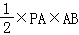 1/2 × PA × AB